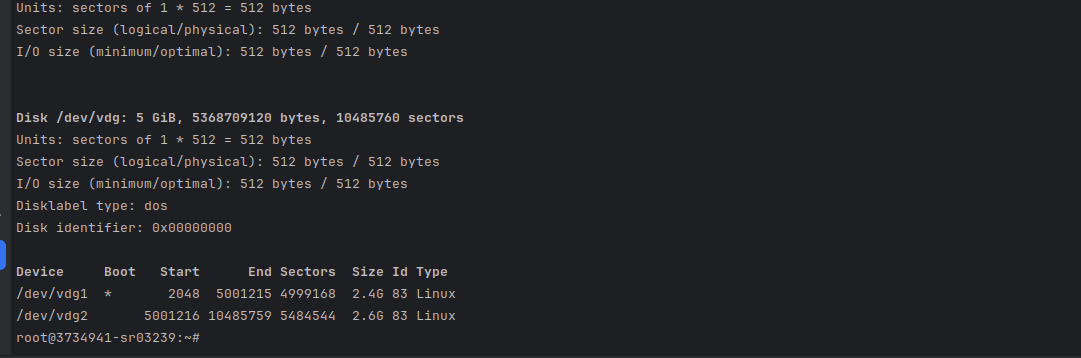 Units: sectors of 1 * 512 = 512 bytes
Sector size (logical/physical): 512 bytes / 512 bytes
I/O size (minimum/optimal): 512 bytes / 512 bytes
Disk /dev/vdg: 5 GiB, 5368709120 bytes, 10485760 sectors
Units: sectors of 1 * 512 = 512 bytes
Sector size (logical/physical): 512 bytes / 512 bytes
I/O size (minimum/optimal): 512 bytes / 512 bytes
Disklabel type: dos
Disk identifier: 0x00000000
Device     Boot   Start      End Sectors  Size Id Type
/dev/vdg1  *       2048  5001215 4999168  2.4G 83 Linux
/dev/vdg2       5001216 10485759 5484544  2.6G 83 Linux
root@3734941-sr03239:~#